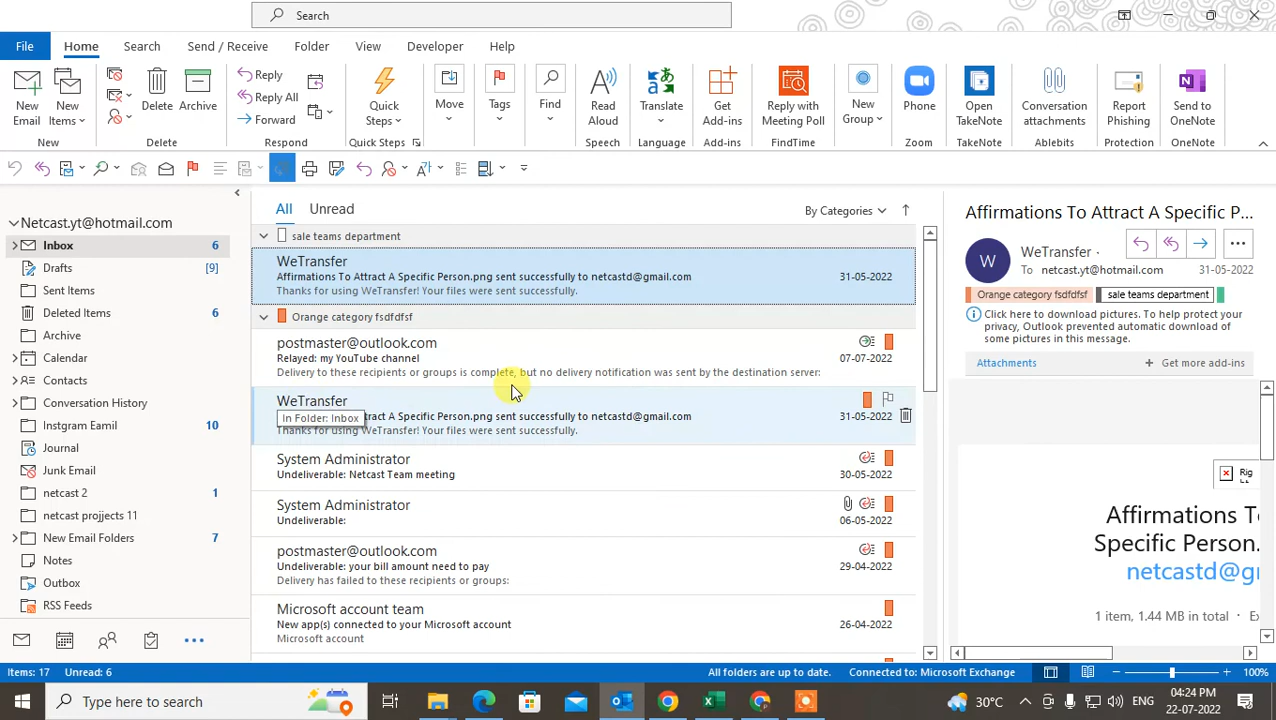 Search
File Home Search Send / Receive Folder View Developer Help
New Email New Items Delete Archive Reply Reply All Forward Quick Steps Move Tags Find Read Aloud Translate Get Add-ins Reply with Meeting Poll New Group Phone Open TakeNote Conversation attachments Report Phishing Send to OneNote
New Delete Respond Quick Steps Speech Language Add-ins FindTime Zoom TakeNote Ablebits Protection OneNote
Netcast.yt@hotmail.com
Inbox 6
Drafts [9]
Sent Items
Deleted Items 6
Archive
Calendar
Contacts
Conversation History
Instgram Eamil 10
Journal
Junk Email
netcast 2 1
netcast projjects 11
New Email Folders 7
Notes
Outbox
RSS Feeds
All Unread By Categories
sale teams department
WeTransfer
Affirmations To Attract A Specific Person.png sent successfully to netcastd@gmail.com 31-05-2022
Thanks for using WeTransfer! Your files were sent successfully.
Orange category fsdfdfsf
postmaster@outlook.com
Relayed: my YouTube channel 07-07-2022
Delivery to these recipients or groups is complete, but no delivery notification was sent by the destination server:
WeTransfer
In Folder: Inbox
tract A Specific Person.png sent successfully to netcastd@gmail.com 31-05-2022
Thanks for using WeTransfer! Your files were sent successfully.
System Administrator
Undeliverable: Netcast Team meeting 30-05-2022
System Administrator
Undeliverable: 06-05-2022
postmaster@outlook.com
Undeliverable: your bill amount need to pay 29-04-2022
Delivery has failed to these recipients or groups:
Microsoft account team
New app(s) connected to your Microsoft account 26-04-2022
Microsoft account
Affirmations To Attract A Specific P...
W
WeTransfer
To netcast.yt@hotmail.com 31-05-2022
Orange category fsdfdfsf sale teams department
Click here to download pictures. To help protect your
privacy, Outlook prevented automatic download of
some pictures in this message.
Attachments + Get more add-ins
Rig
Affirmations To
Specific Person.
netcastd@g
1 item, 1.44 MB in total · Ex
Items: 17 Unread: 6 All folders are up to date. Connected to: Microsoft Exchange 100%
Type here to search 30°C ENG 04:24 PM
22-07-2022